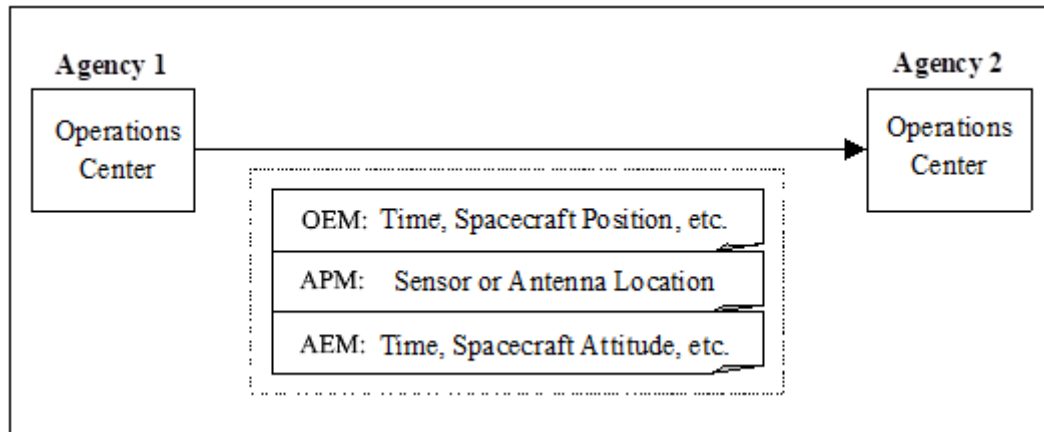 Agency 1
Operations
Center
Agency 2
Operations
Center
OEM: Time, Spacecraft Position, etc.
APM: Sensor or Antenna Location
AEM: Time, Spacecraft Attitude, etc.